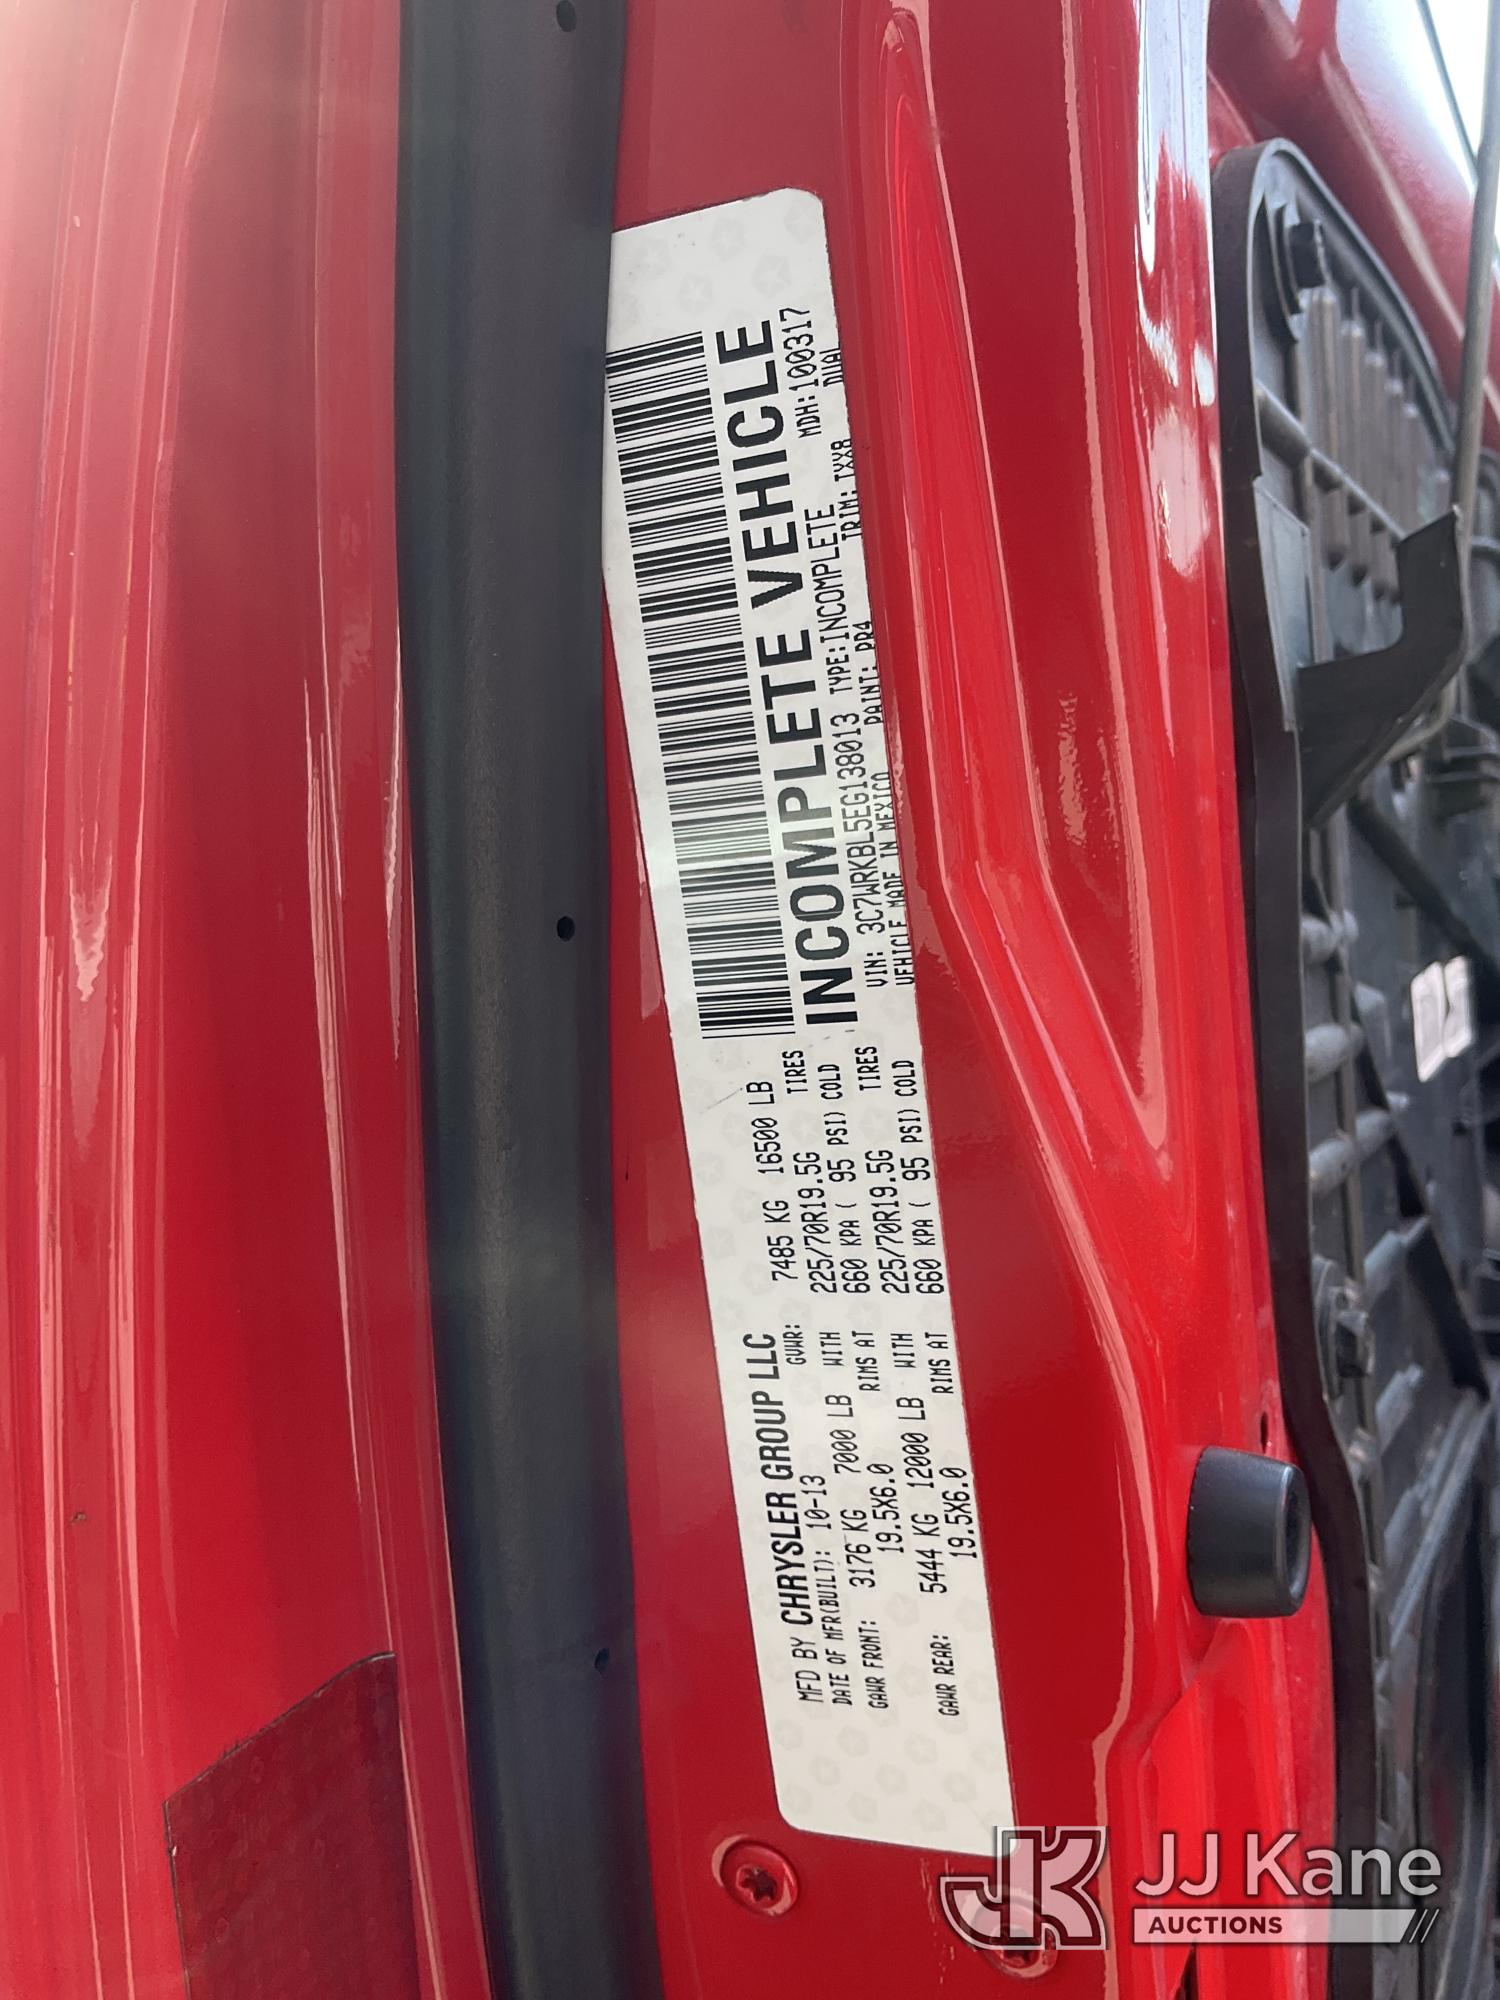 MFD BY CHRYSLER GROUP LLC
DATE OF MFR(BUILT): 10-13 GVWR: 7485 KG 16500 LB
GAWR FRONT: 3176 KG 7000 LB WITH 225/70R19.5G TIRES
19.5X6.0 RIMS AT 660 KPA ( 95 PSI) COLD
GAWR REAR: 5444 KG 12000 LB WITH 225/70R19.5G TIRES
19.5X6.0 RIMS AT 660 KPA ( 95 PSI) COLD
INCOMPLETE VEHICLE
MDH: 100317
VIN: 3C7WRKBL5EG138013 TYPE: INCOMPLETE DUAL
VEHICLE MADE IN MEXICO PAINT: PR4 TRIM: TXX8
JK
JJ Kane
AUCTIONS